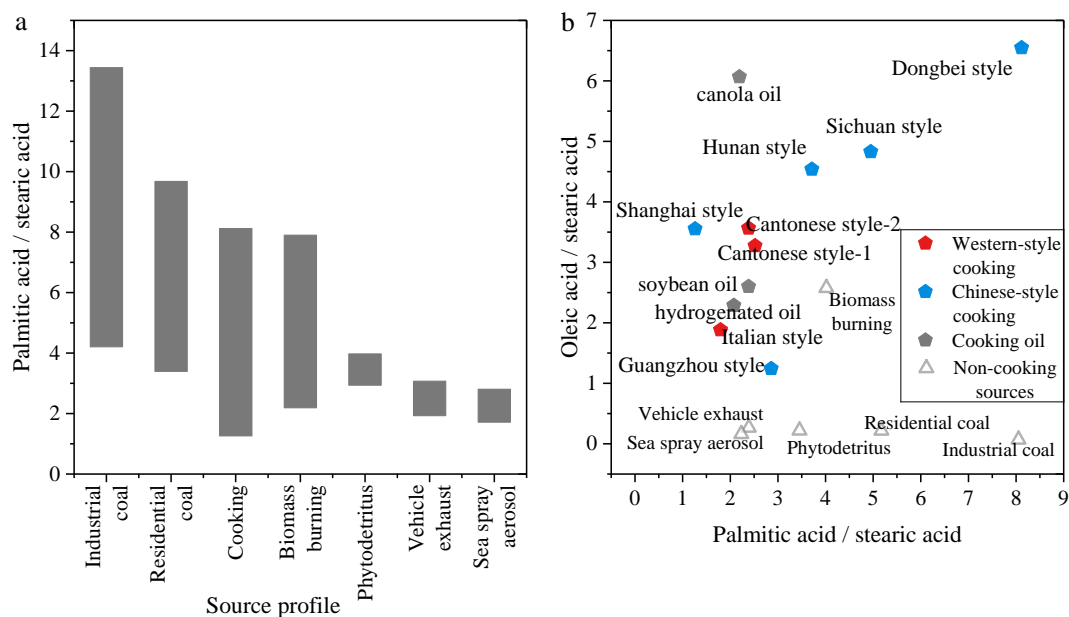 a
14
12
10
8
6
4
2
0
Palmitic acid / stearic acid
Industrial
coal
Residential
coal
Cooking
Biomass
burning
Phytodetritus
Vehicle
exhaust
Sea spray
aerosol
Source profile
b
7
6
5
4
3
2
1
0
Oleic acid / stearic acid
Dongbei style
canola oil
Sichuan style
Hunan style
Shanghai style
Cantonese style-2
Cantonese style-1
soybean oil
hydrogenated oil
Biomass
burning
Italian style
Guangzhou style
Vehicle exhaust
Sea spray aerosol
Phytodetritus
Residential coal
Industrial coal
Western-style
cooking
Chinese-style
cooking
Cooking oil
Non-cooking
sources
0 1 2 3 4 5 6 7 8 9
Palmitic acid / stearic acid